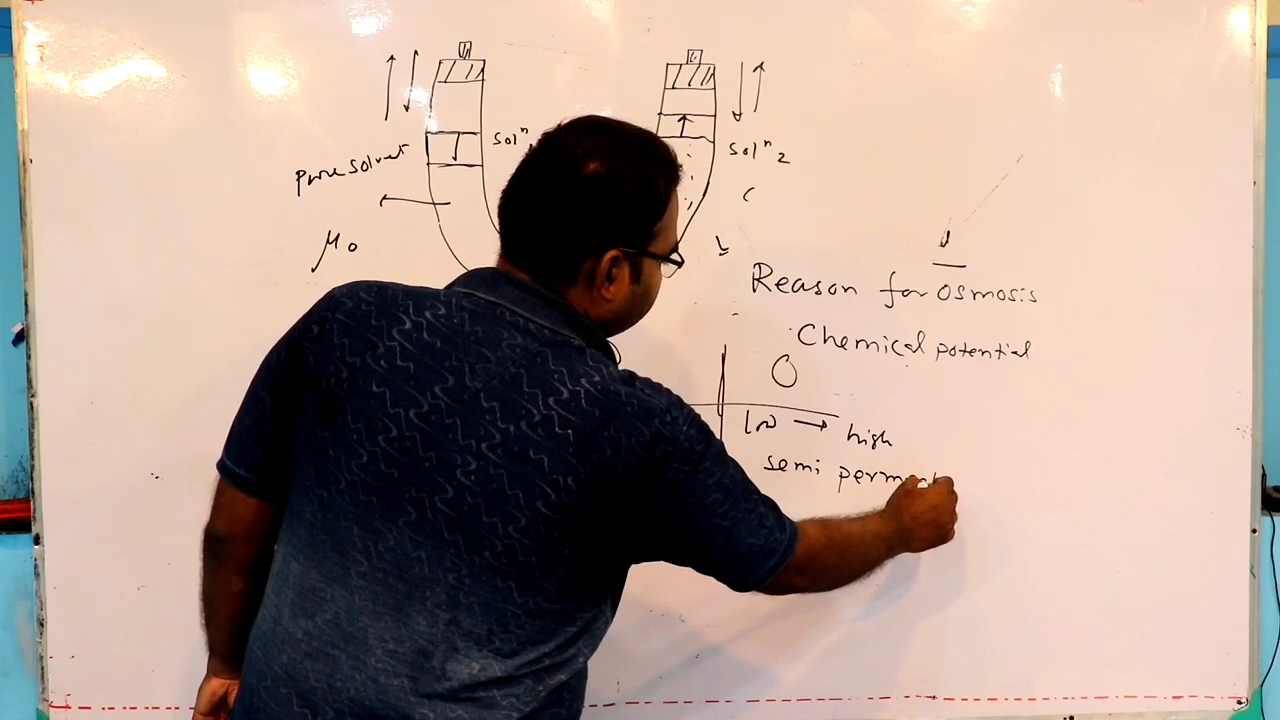 solⁿ
pure solvent
μ₀
solⁿ 2
Reason for osmosis
Chemical potential
low → high
semi perm